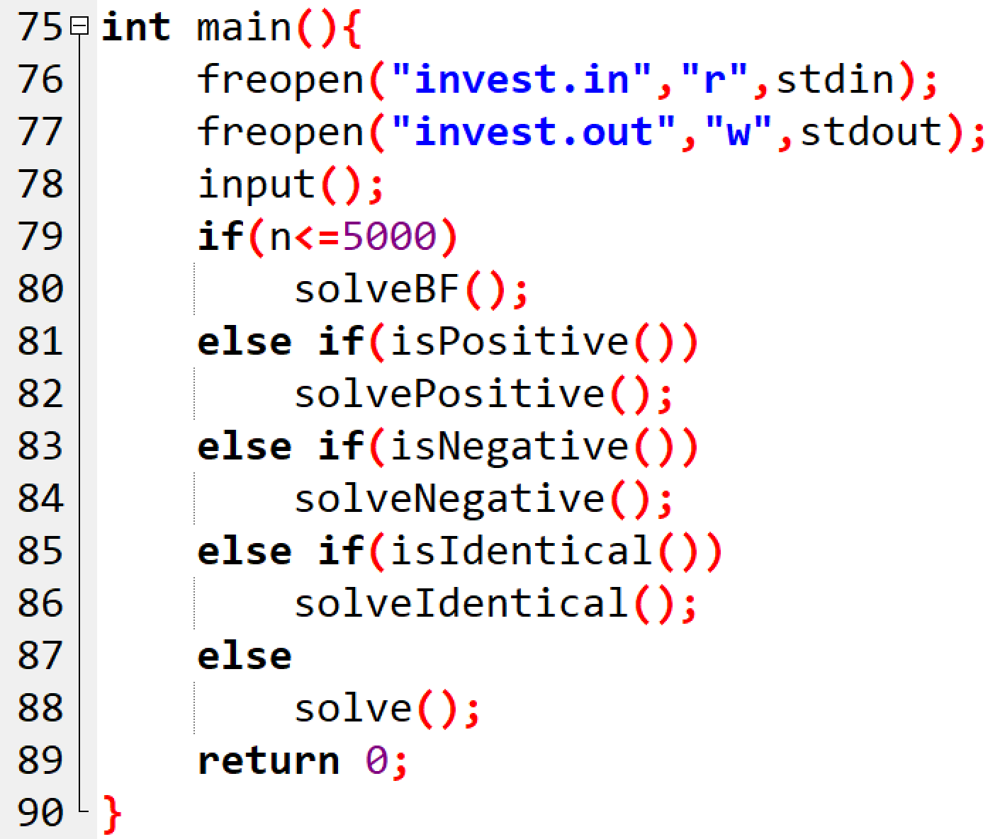 75 int main(){
76 freopen("invest.in","r",stdin);
77 freopen("invest.out","w",stdout);
78 input();
79 if(n<=5000)
80 solveBF();
81 else if(isPositive())
82 solvePositive();
83 else if(isNegative())
84 solveNegative();
85 else if(isIdentical())
86 solveIdentical();
87 else
88 solve();
89 return 0;
90 }